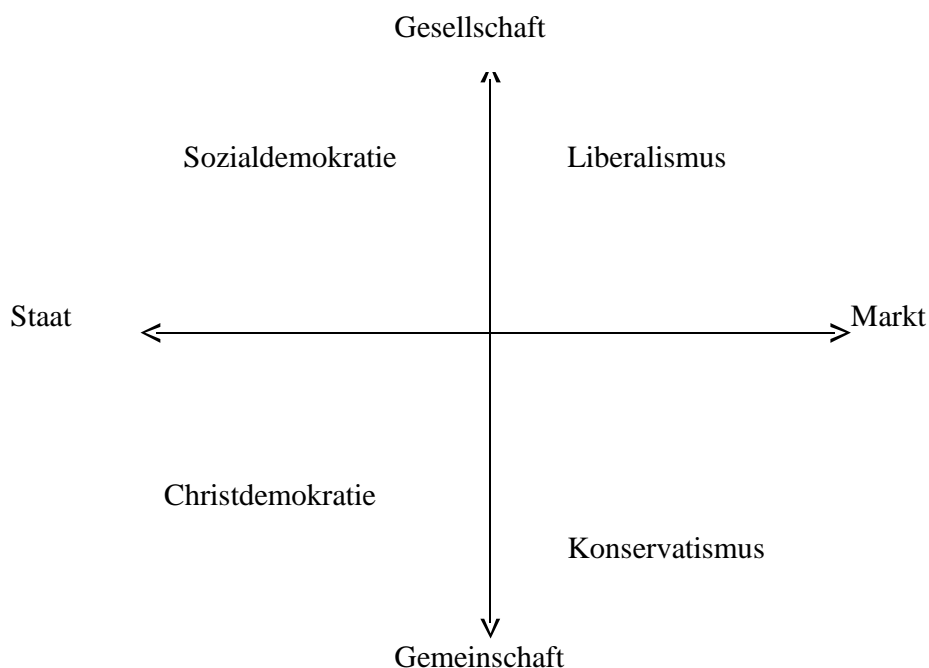 Gesellschaft
Sozialdemokratie Liberalismus
Staat Markt
Christdemokratie
Konservatismus
Gemeinschaft